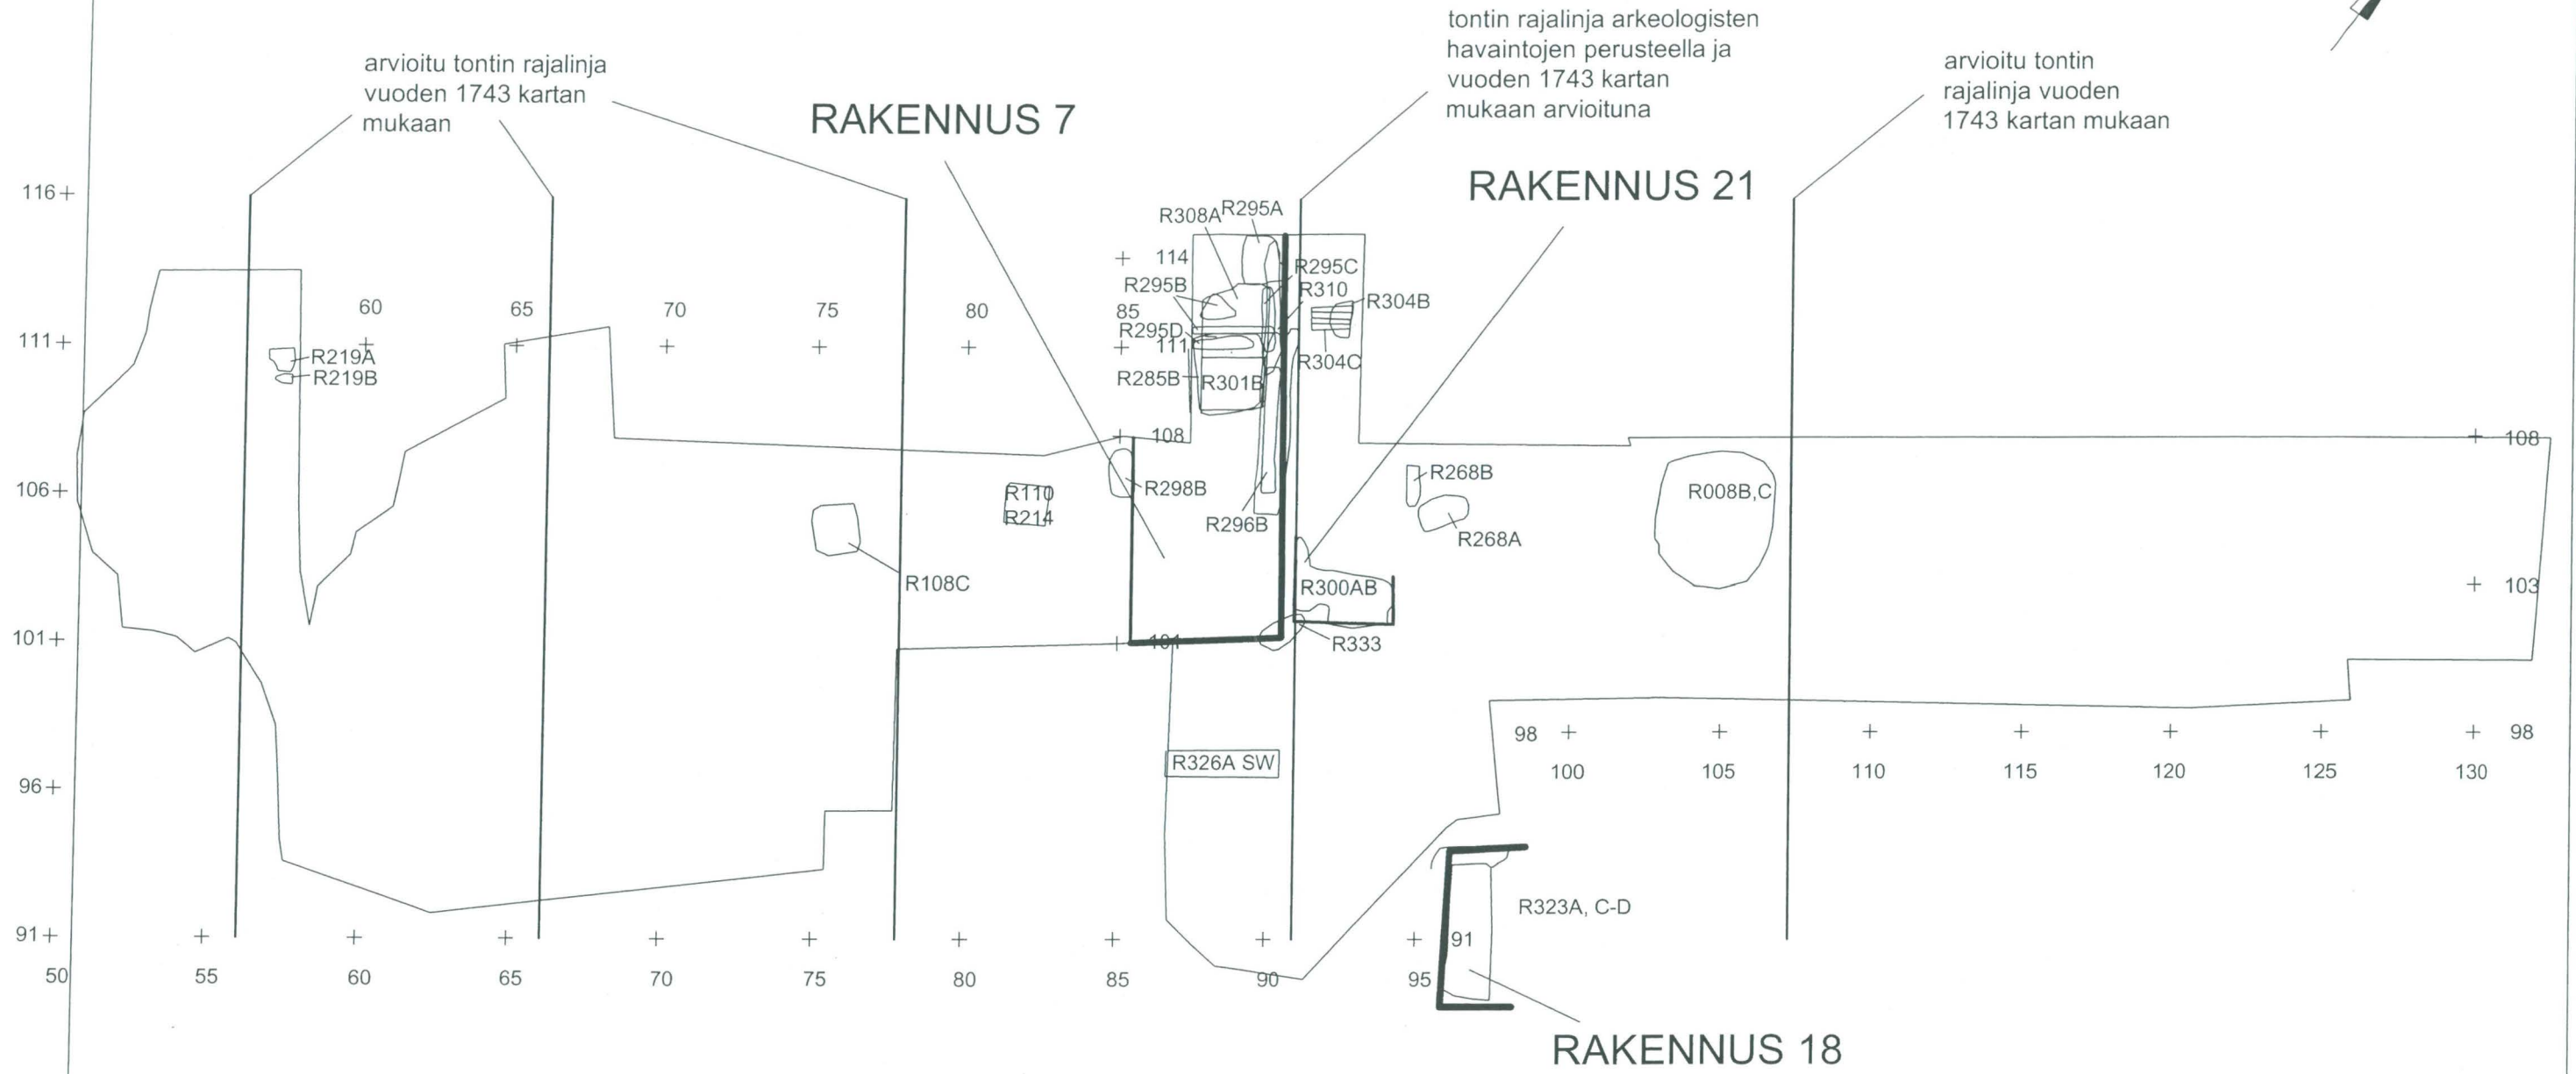 tontin rajalinja arkeologisten
havaintojen perusteella ja
vuoden 1743 kartan
mukaan arvioituna
arvioitu tontin rajalinja
vuoden 1743 kartan
mukaan
arvioitu tontin
rajalinja vuoden
1743 kartan mukaan
RAKENNUS 7
RAKENNUS 21
116
R308A
R295A
114
R295C
R295B
R310
R304B
60
65
70
75
80
85
R295D
111
111
R304C
R219A
R219B
R285B
R301B
108
108
R268B
106
R298B
R110
R214
R008B,C
R296B
R268A
R108C
R300AB
103
101
101
R333
98
98
R326A SW
100
105
110
115
120
125
130
96
R323A, C-D
91
91
50
55
60
65
70
75
80
85
90
95
RAKENNUS 18